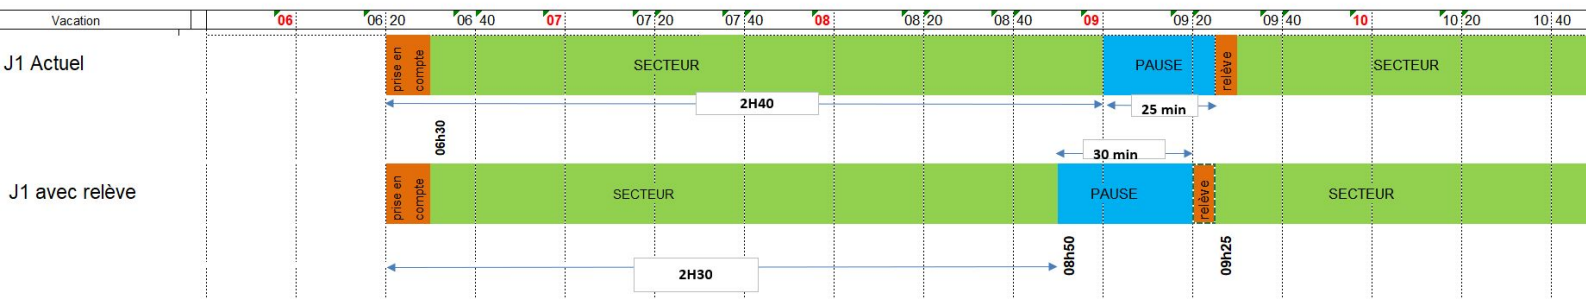 Vacation 06 06 20 06 40 07 07 20 07 40 08 08 20 08 40 09 09 20 09 40 10 10 20 10 40
J1 Actuel
prise en
compte
SECTEUR
PAUSE
relève
SECTEUR
2H40
25 min
06h30
30 min
J1 avec relève
prise en
compte
SECTEUR
PAUSE
relève
SECTEUR
08h50
09h25
2H30